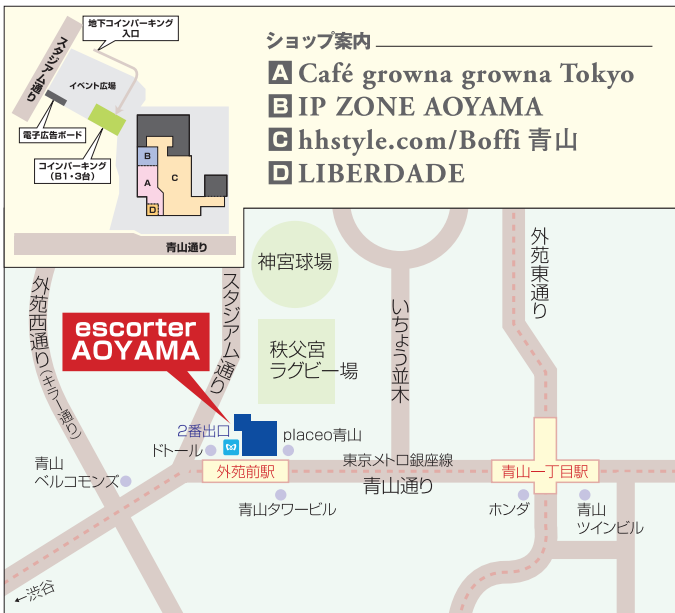 地下コインパーキング
入口
スタジアム通り
イベント広場
電子広告ボード
コインパーキング
(B1・3台)
B
A
C
D
青山通り
ショップ案内
A Café growna growna Tokyo
B IP ZONE AOYAMA
C hhstyle.com/Boffi 青山
D LIBERDADE
外苑西通り(キラー通り)
スタジアム通り
神宮球場
秩父宮
ラグビー場
いちょう並木
外苑東通り
escorter
AOYAMA
2番出口
ドトール
placeo青山
青山
ベルコモンズ
外苑前駅
東京メトロ銀座線
青山通り
青山一丁目駅
青山タワービル
ホンダ
青山
ツインビル
←渋谷